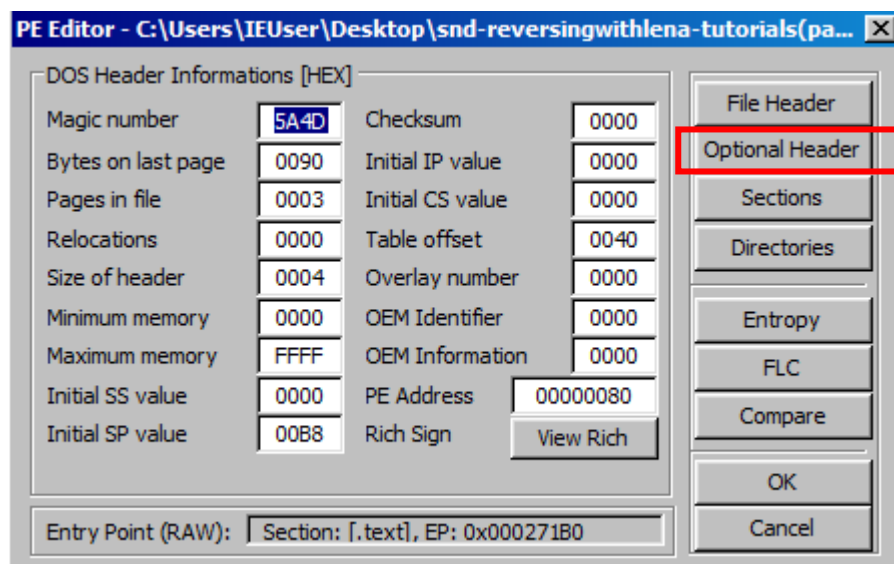 PE Editor - C:\Users\IEUser\Desktop\snd-reversingwithlena-tutorials(pa...
DOS Header Informations [HEX]
Magic number 5A4D Checksum 0000
Bytes on last page 0090 Initial IP value 0000
Pages in file 0003 Initial CS value 0000
Relocations 0000 Table offset 0040
Size of header 0004 Overlay number 0000
Minimum memory 0000 OEM Identifier 0000
Maximum memory FFFF OEM Information 0000
Initial SS value 0000 PE Address 00000080
Initial SP value 00B8 Rich Sign View Rich
Entry Point (RAW): Section: [.text], EP: 0x000271B0
File Header
Optional Header
Sections
Directories
Entropy
FLC
Compare
OK
Cancel